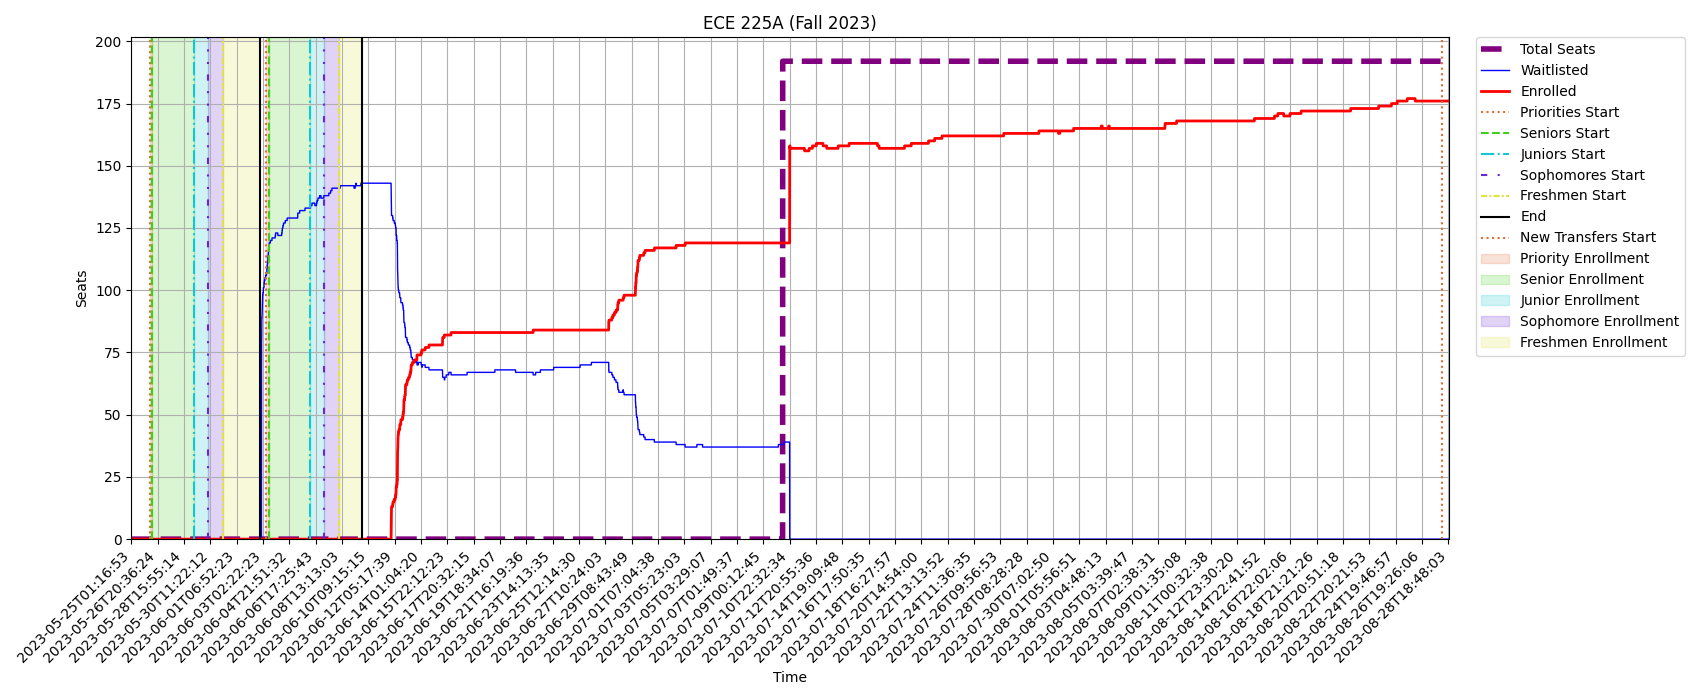 ECE 225A (Fall 2023)
200
175
150
125
100
75
50
25
0
Seats
2023-05-25T01:16:53
2023-05-26T20:36:24
2023-05-28T15:55:14
2023-05-30T11:22:12
2023-06-01T06:52:23
2023-06-03T02:22:23
2023-06-04T21:51:32
2023-06-06T17:25:43
2023-06-08T13:13:03
2023-06-10T09:15:15
2023-06-12T05:17:39
2023-06-14T01:04:20
2023-06-15T22:12:23
2023-06-17T20:32:15
2023-06-19T18:34:07
2023-06-21T16:19:36
2023-06-23T14:13:35
2023-06-25T12:14:30
2023-06-27T10:24:03
2023-06-29T08:43:49
2023-07-01T07:04:38
2023-07-03T05:23:03
2023-07-05T03:29:07
2023-07-07T01:49:37
2023-07-09T00:12:45
2023-07-10T22:32:34
2023-07-12T20:55:36
2023-07-14T19:09:48
2023-07-16T17:50:35
2023-07-18T16:27:57
2023-07-20T14:54:00
2023-07-22T13:13:52
2023-07-24T11:36:35
2023-07-26T09:56:53
2023-07-28T08:28:28
2023-07-30T07:02:50
2023-08-01T05:56:51
2023-08-03T04:48:13
2023-08-05T03:39:47
2023-08-07T02:38:31
2023-08-09T01:35:08
2023-08-11T00:32:38
2023-08-12T23:30:20
2023-08-14T22:41:52
2023-08-16T22:02:06
2023-08-18T21:21:26
2023-08-20T20:51:18
2023-08-22T20:21:53
2023-08-24T19:46:57
2023-08-26T19:26:06
2023-08-28T18:48:03
Time
Total Seats
Waitlisted
Enrolled
Priorities Start
Seniors Start
Juniors Start
Sophomores Start
Freshmen Start
End
New Transfers Start
Priority Enrollment
Senior Enrollment
Junior Enrollment
Sophomore Enrollment
Freshmen Enrollment